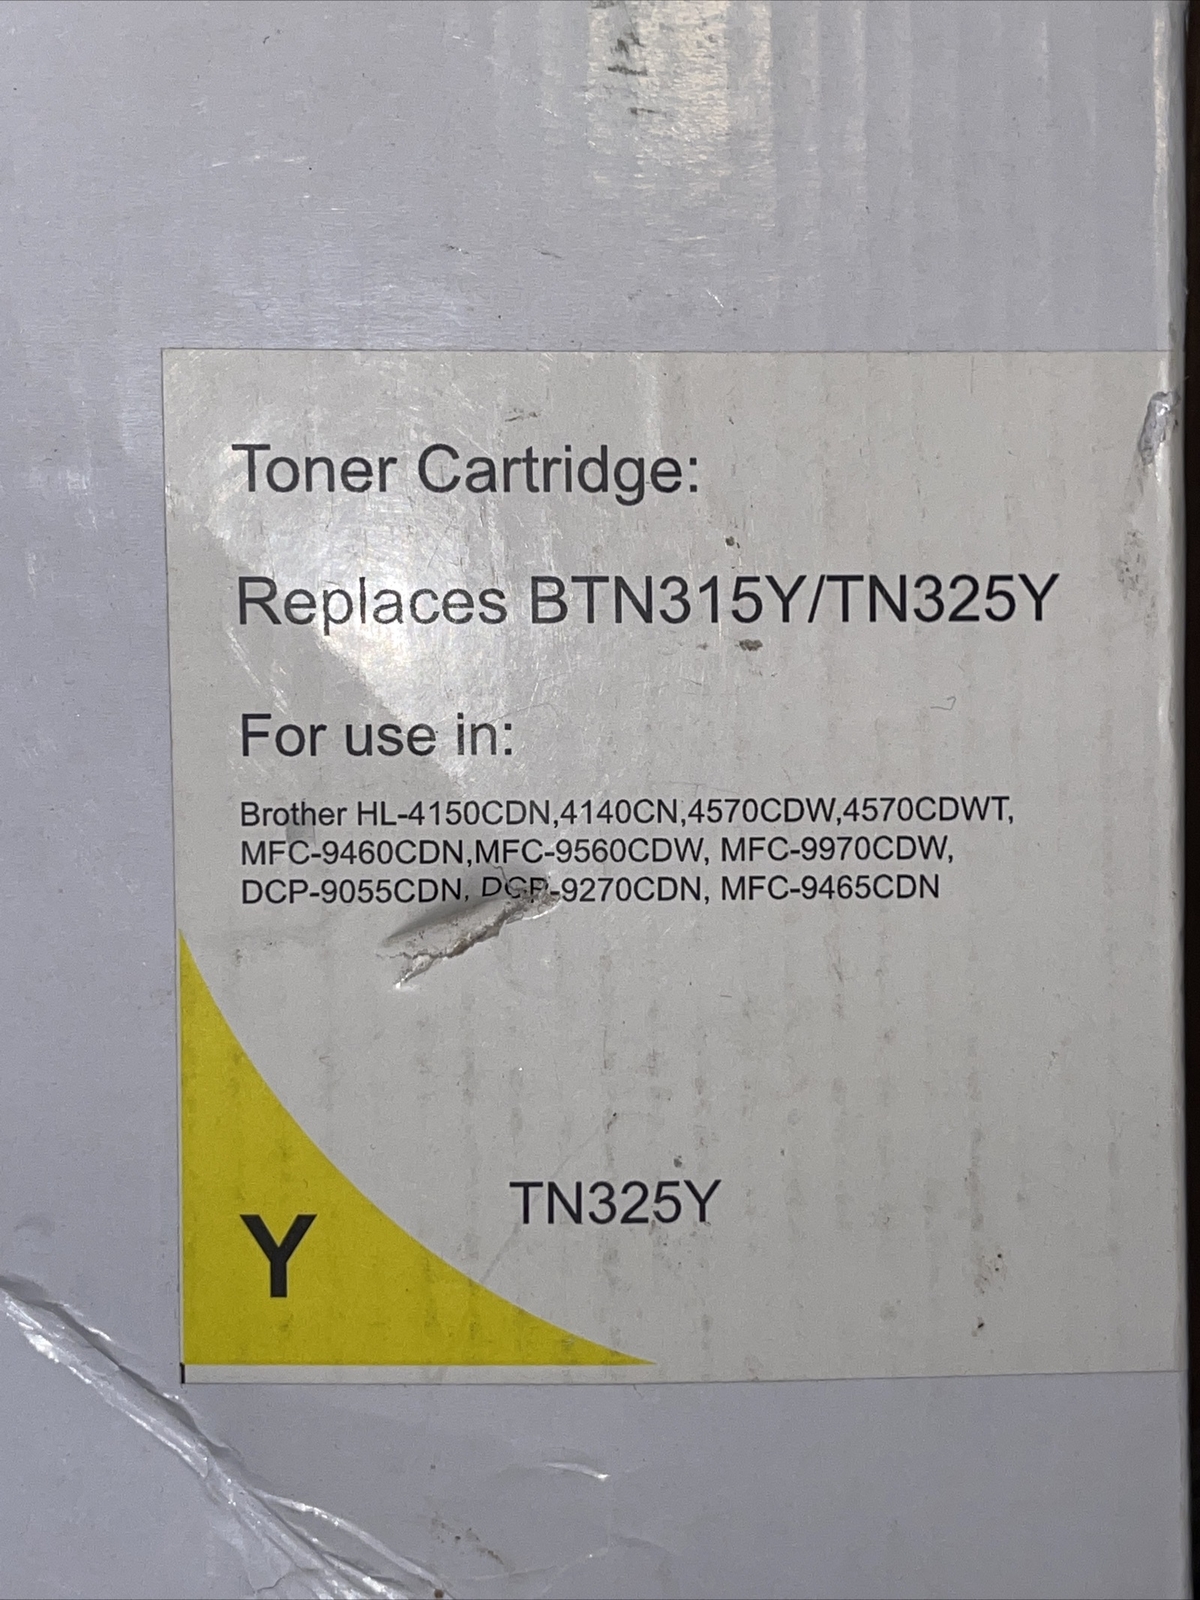 Toner Cartridge:
Replaces BTN315Y/TN325Y
For use in:
Brother HL-4150CDN,4140CN,4570CDW,4570CDWT,
MFC-9460CDN,MFC-9560CDW, MFC-9970CDW,
DCP-9055CDN, DCP-9270CDN, MFC-9465CDN
TN325Y
Y